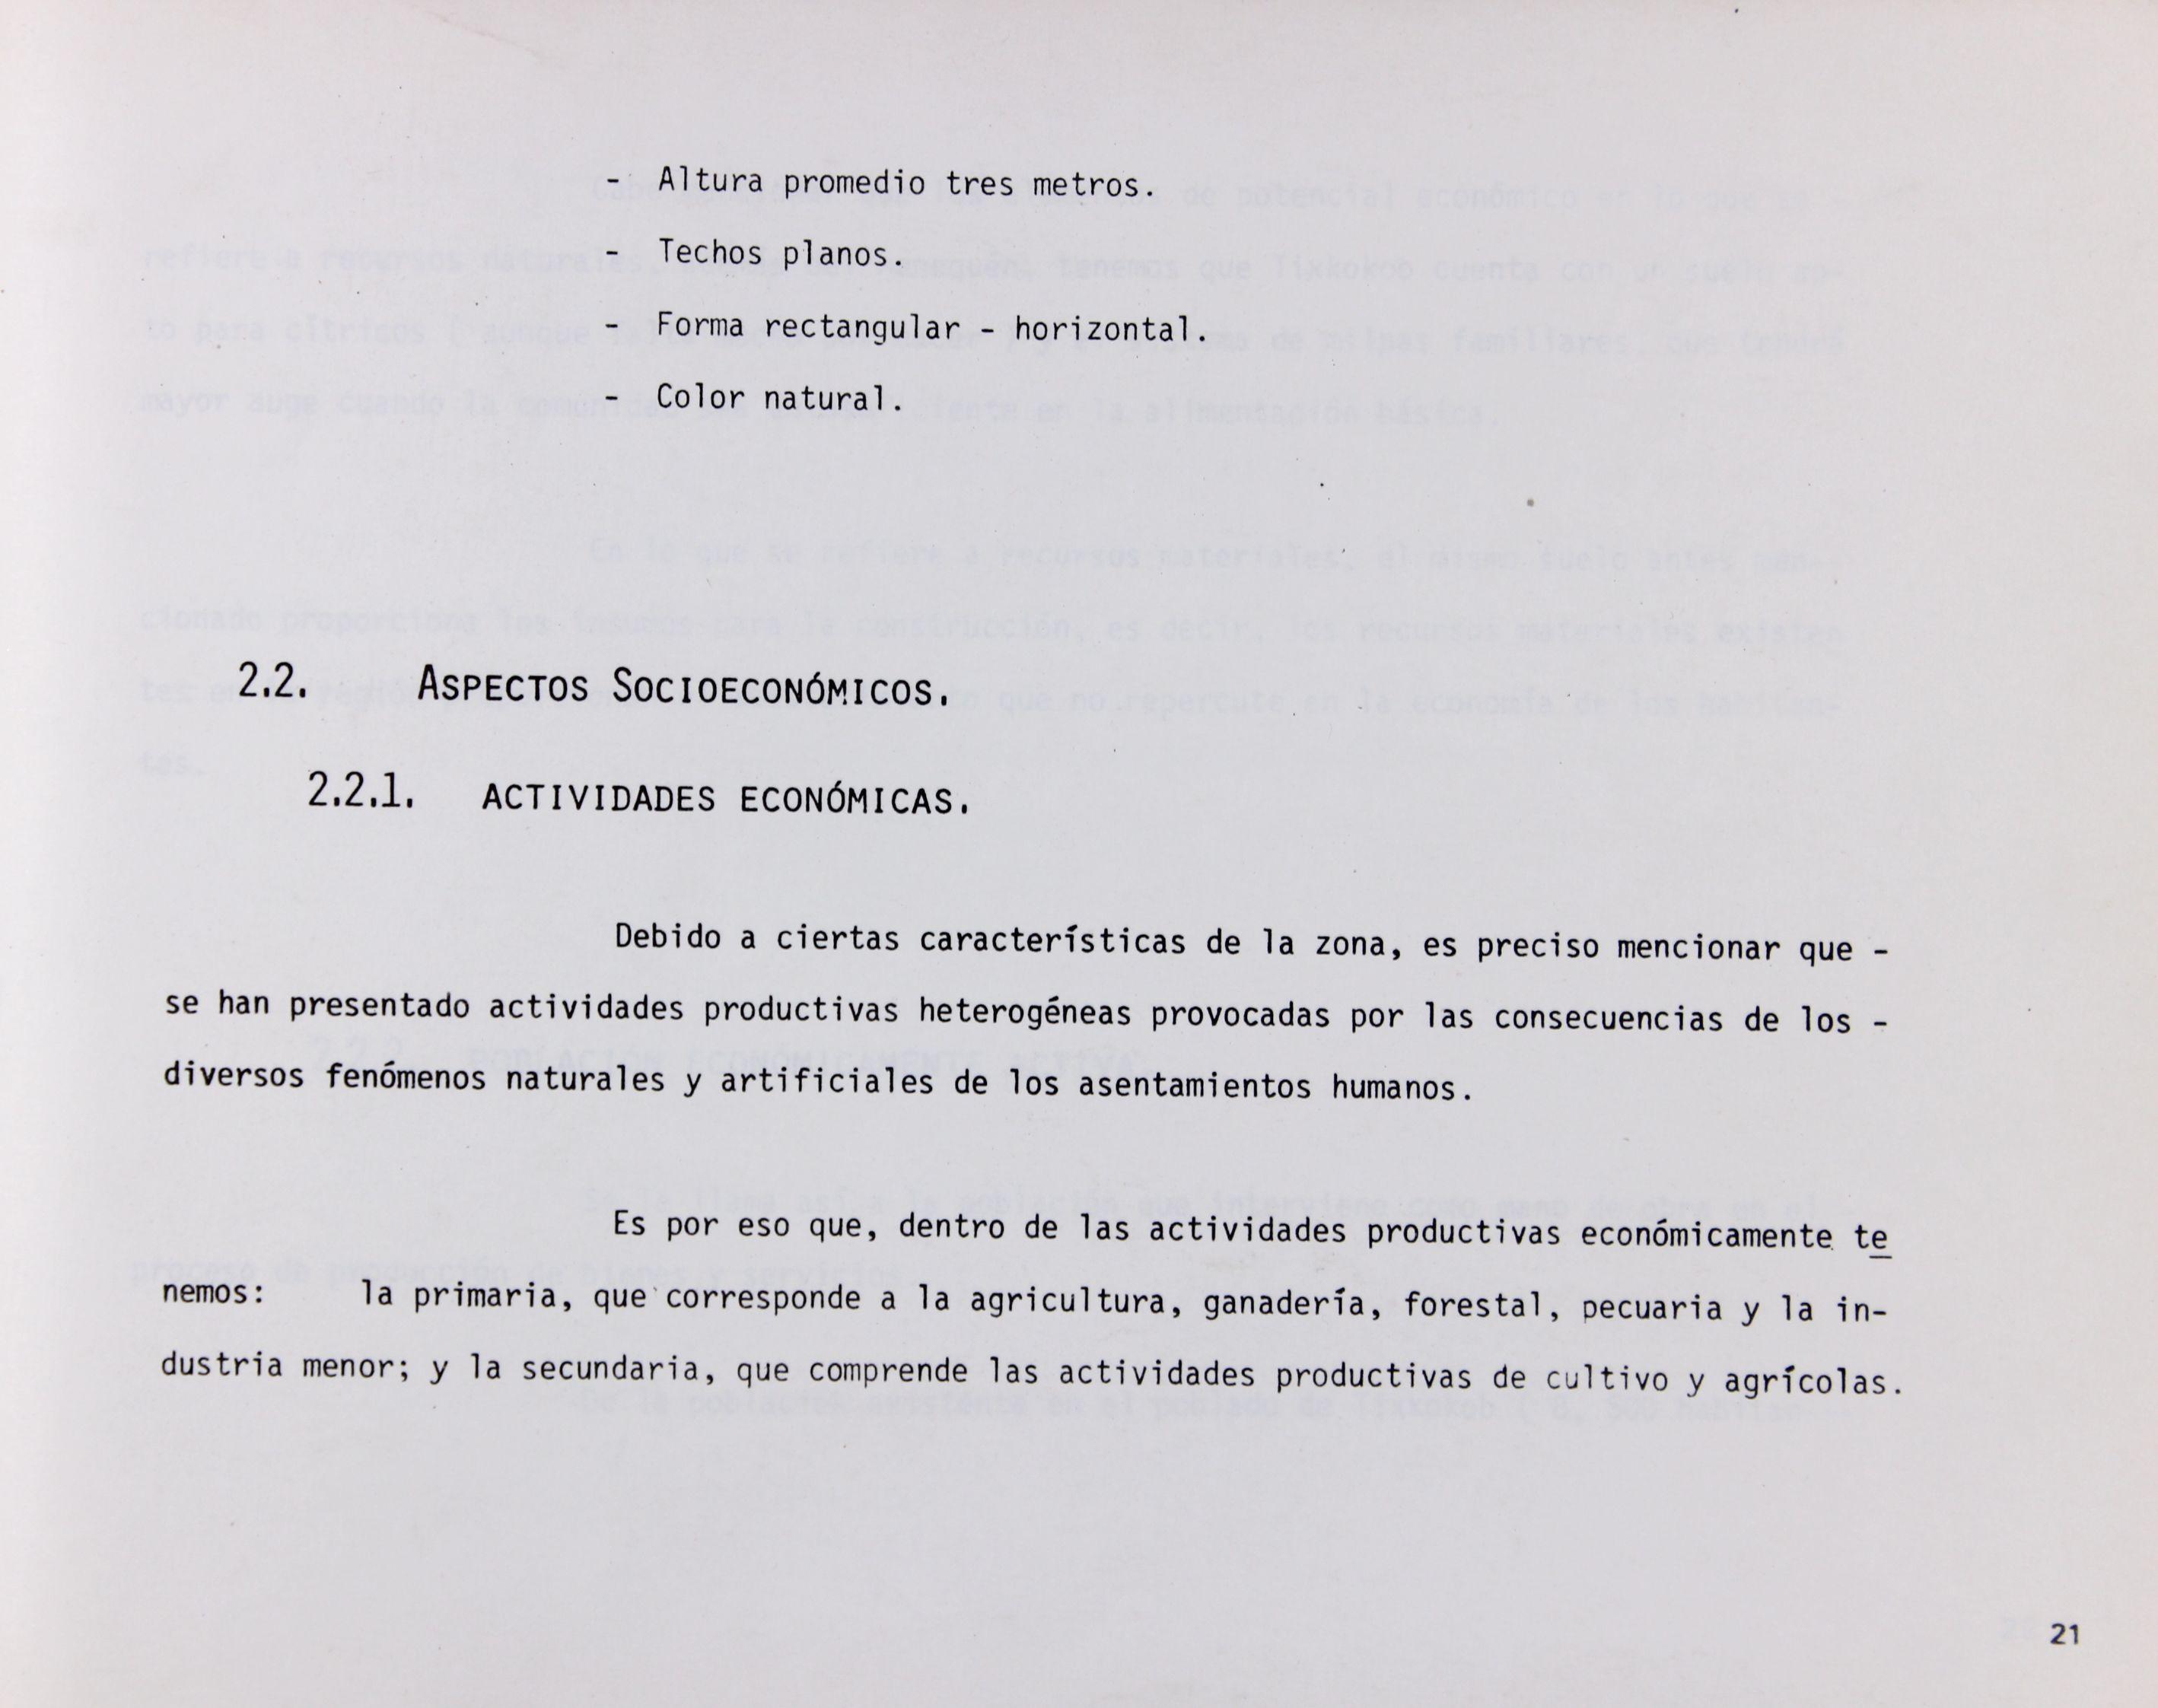 - Altura promedio tres metros.
- Techos planos.
- Forma rectangular - horizontal.
- Color natural.
2.2. ASPECTOS SOCIOECONÓMICOS.
2.2.1. ACTIVIDADES ECONÓMICAS.
Debido a ciertas características de la zona, es preciso mencionar que -
se han presentado actividades productivas heterogéneas provocadas por las consecuencias de los -
diversos fenómenos naturales y artificiales de los asentamientos humanos.
Es por eso que, dentro de las actividades productivas económicamente te
nemos: la primaria, que corresponde a la agricultura, ganadería, forestal, pecuaria y la in-
dustria menor; y la secundaria, que comprende las actividades productivas de cultivo y agrícolas.
21